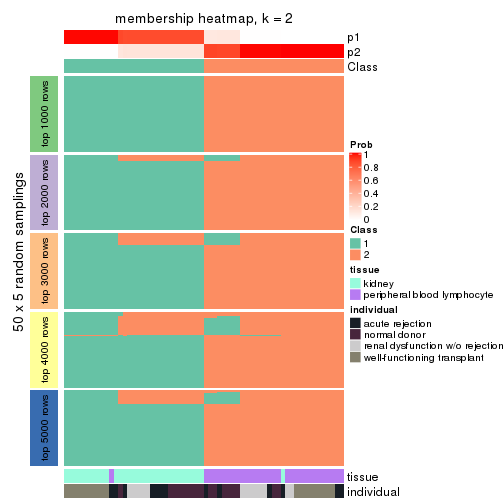 membership heatmap, k = 2
p1
p2
Class
50 x 5 random samplings
top 1000 rows
top 2000 rows
top 3000 rows
top 4000 rows
top 5000 rows
Prob
1
0.8
0.6
0.4
0.2
0
Class
1
2
tissue
kidney
peripheral blood lymphocyte
individual
acute rejection
normal donor
renal dysfunction w/o rejection
well-functioning transplant
tissue
individual